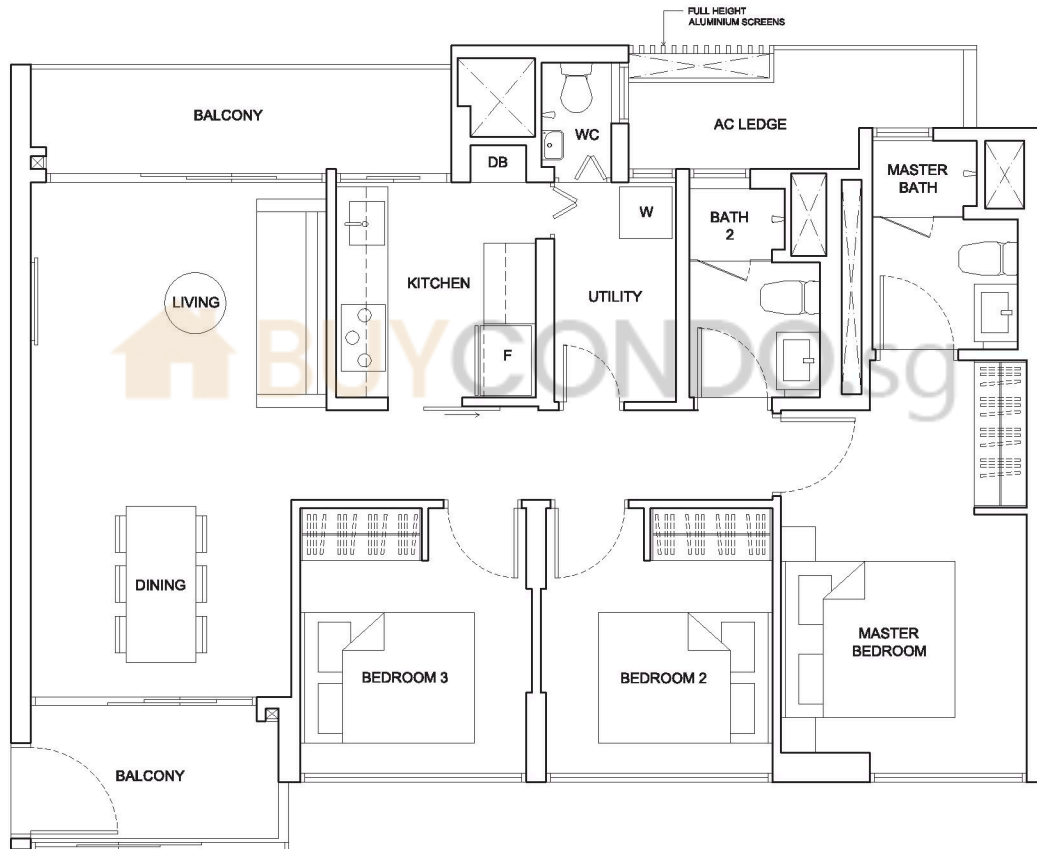 FULL HEIGHT
ALUMINIUM SCREENS
BALCONY
WC
AC LEDGE
DB
MASTER
BATH
W
BATH
2
KITCHEN
LIVING
UTILITY
F
BUYCONDO.sg
DINING
BEDROOM 3
BEDROOM 2
MASTER
BEDROOM
BALCONY